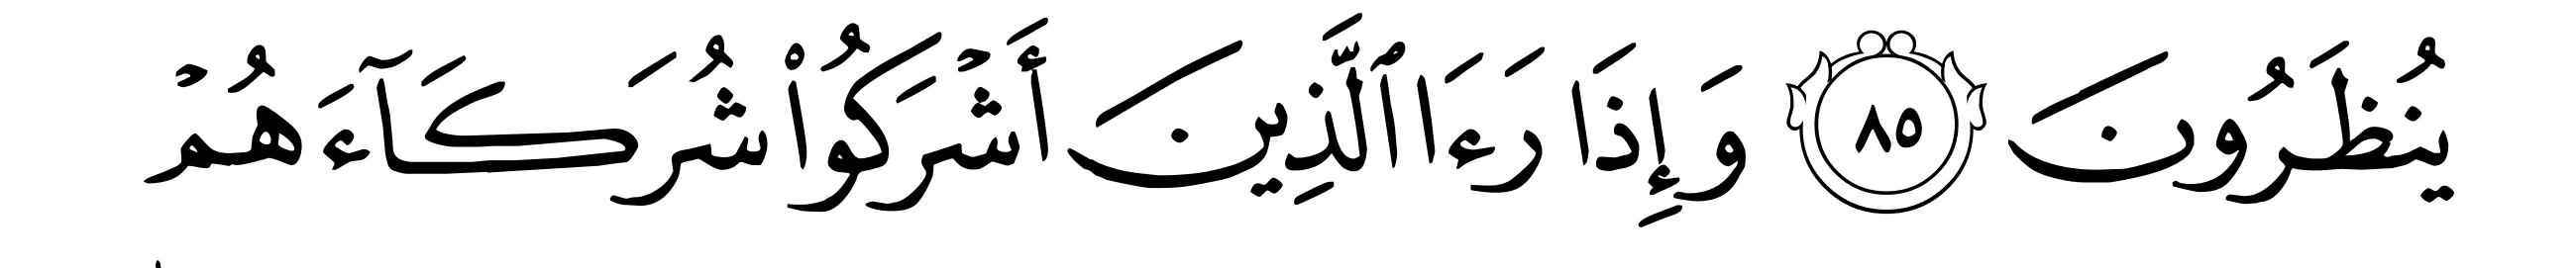 يُنظَرُونَ ٨٥ وَإِذَا رَءَا ٱلَّذِينَ أَشْرَكُوا۟ شُرَكَآءَهُمْ